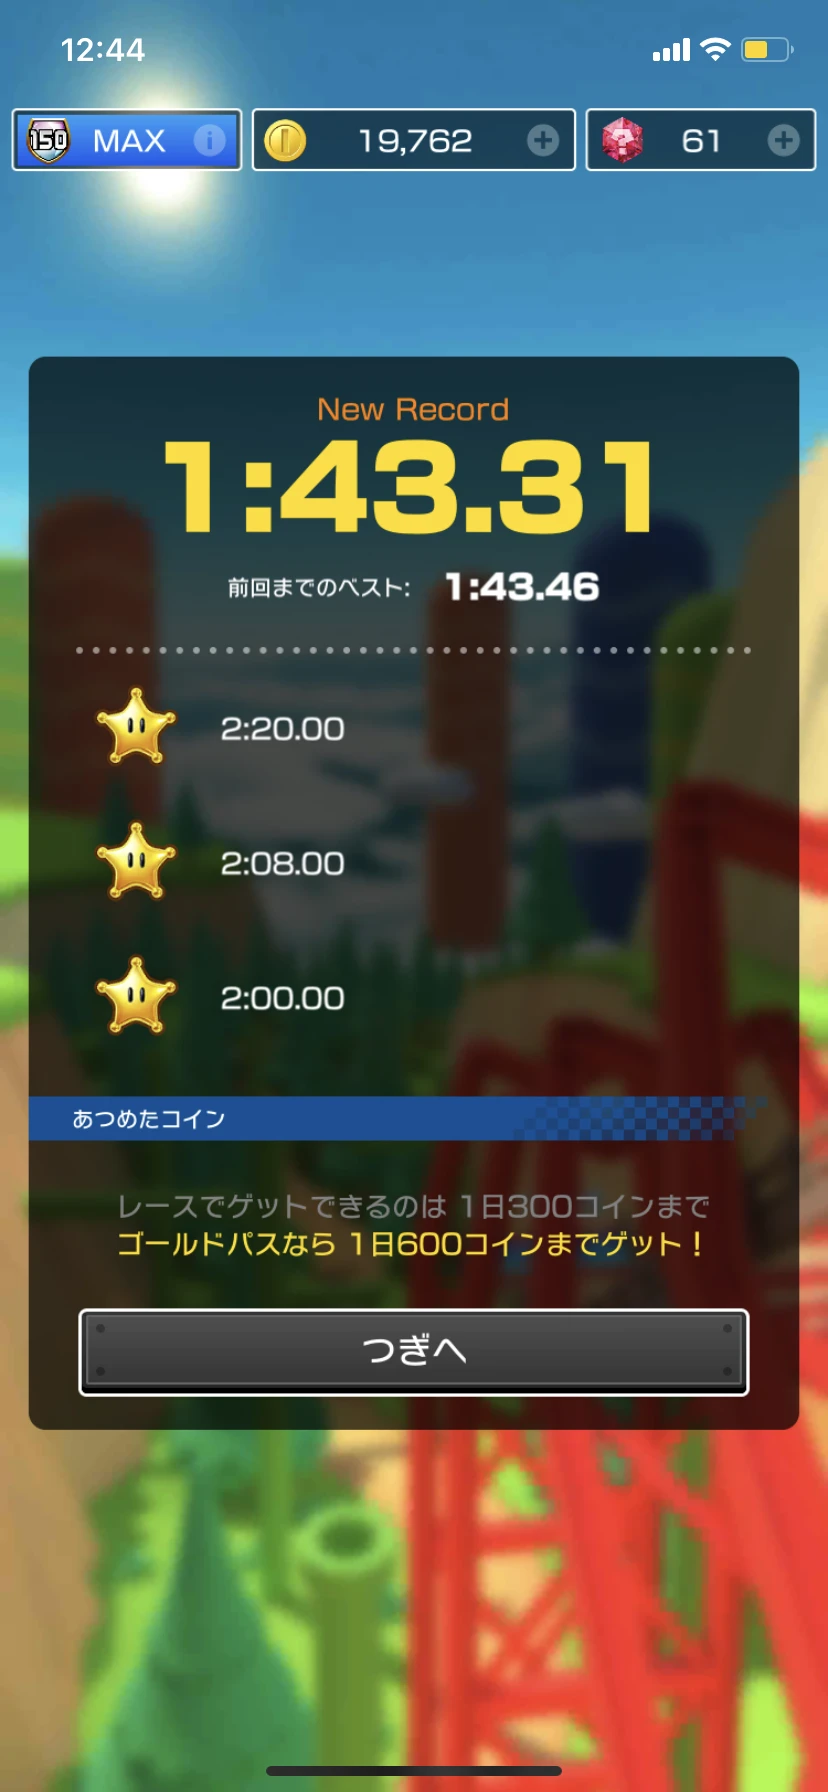 12:44
150 MAX i 19,762 + ? 61 +
New Record
1:43.31
前回までのベスト: 1:43.46
2:20.00
2:08.00
2:00.00
あつめたコイン
レースでゲットできるのは 1日300コインまで
ゴールドパスなら 1日600コインまでゲット！
つぎへ